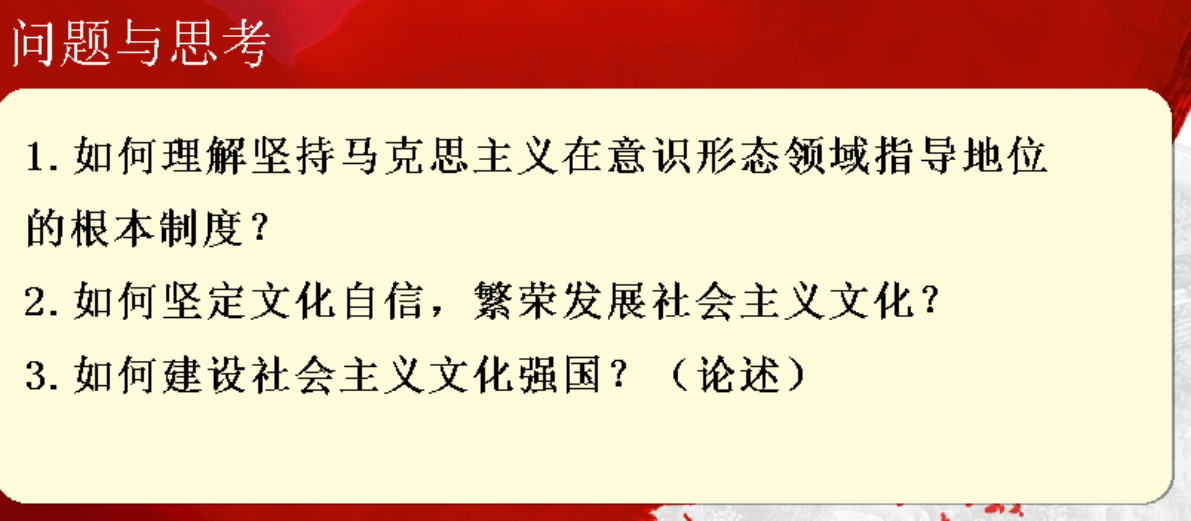 问题与思考
1. 如何理解坚持马克思主义在意识形态领域指导地位
的根本制度？
2. 如何坚定文化自信，繁荣发展社会主义文化？
3. 如何建设社会主义文化强国？（论述）